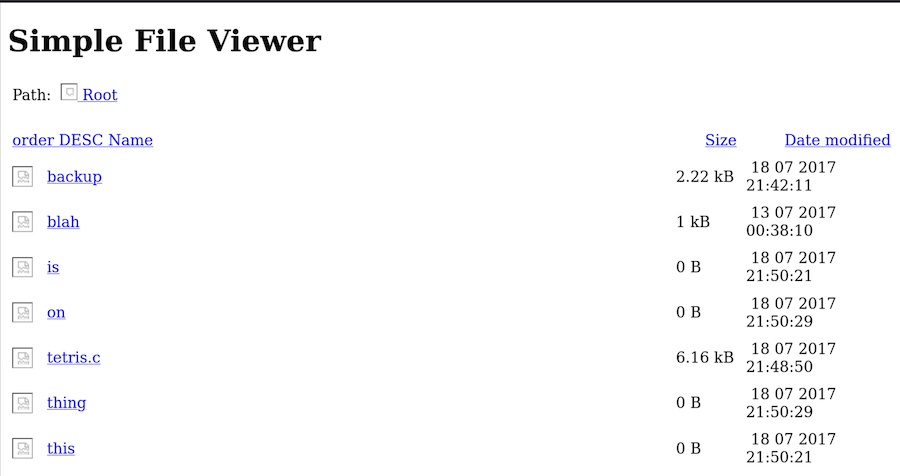 Simple File Viewer
Path: Root
order DESC Name Size Date modified
backup 2.22 kB 18 07 2017 21:42:11
blah 1 kB 13 07 2017 00:38:10
is 0 B 18 07 2017 21:50:21
on 0 B 18 07 2017 21:50:29
tetris.c 6.16 kB 18 07 2017 21:48:50
thing 0 B 18 07 2017 21:50:29
this 0 B 18 07 2017 21:50:21